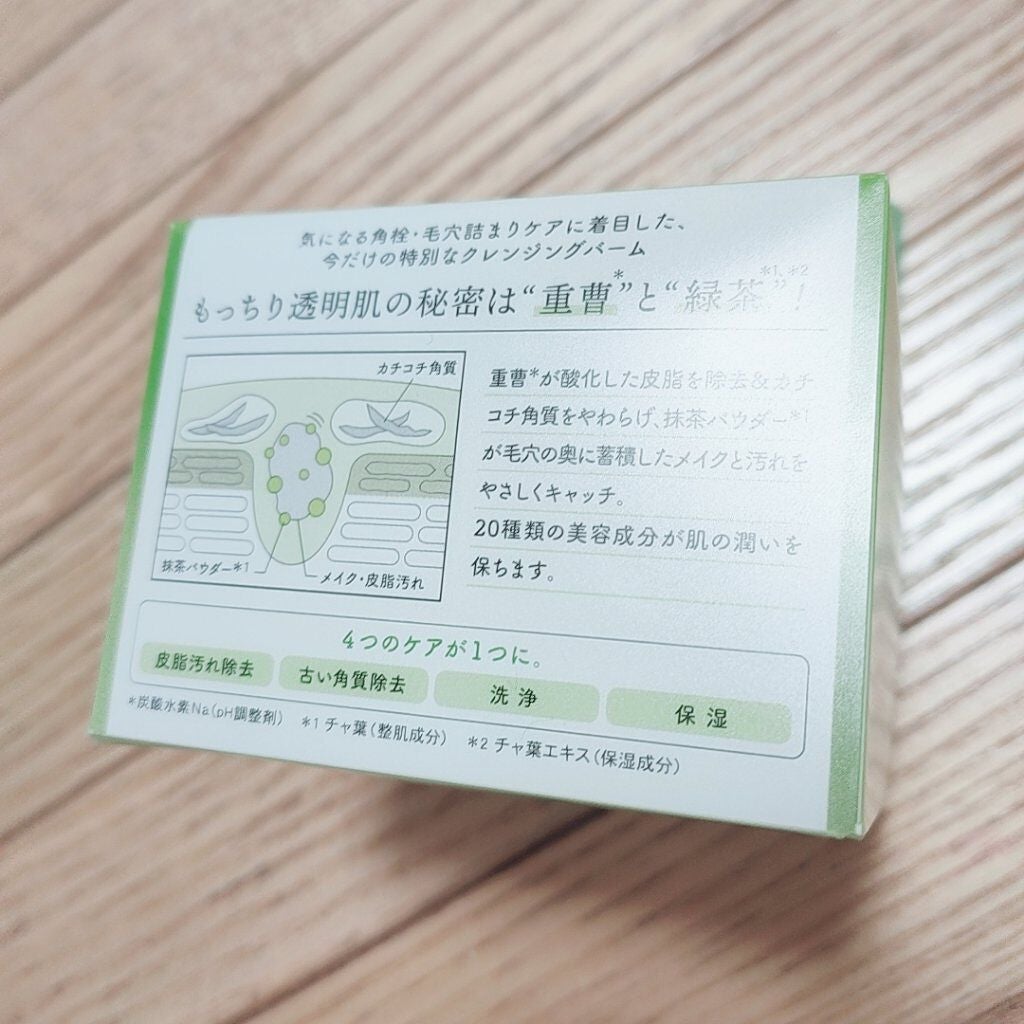 気になる角栓・毛穴詰まりケアに着目した、
今だけの特別なクレンジングバーム
もっちり透明肌の秘密は“重曹*”と“緑茶*1、*2”!
カチコチ角質
抹茶パウダー*1
メイク・皮脂汚れ
重曹*が酸化した皮脂を除去&カチ
コチ角質をやわらげ、抹茶パウダー*1
が毛穴の奥に蓄積したメイクと汚れを
やさしくキャッチ。
20種類の美容成分が肌の潤いを
保ちます。
4つのケアが1つに。
皮脂汚れ除去 古い角質除去 洗浄 保湿
*炭酸水素Na(pH調整剤) *1 チャ葉(整肌成分) *2 チャ葉エキス(保湿成分)